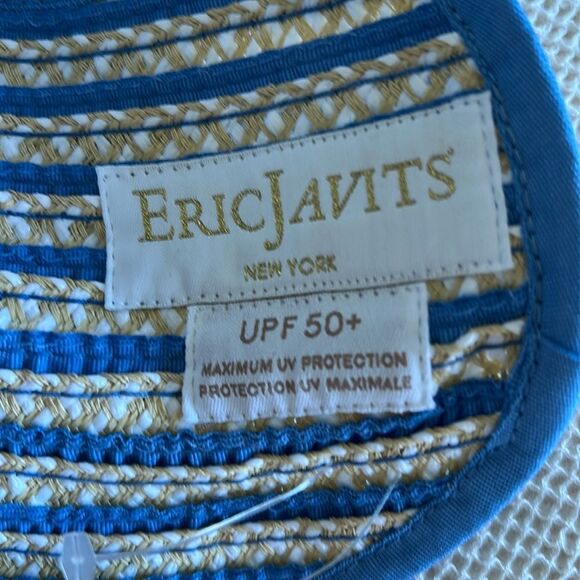 ERICJAVITS
NEW YORK
UPF 50+
MAXIMUM UV PROTECTION
PROTECTION UV MAXIMALE